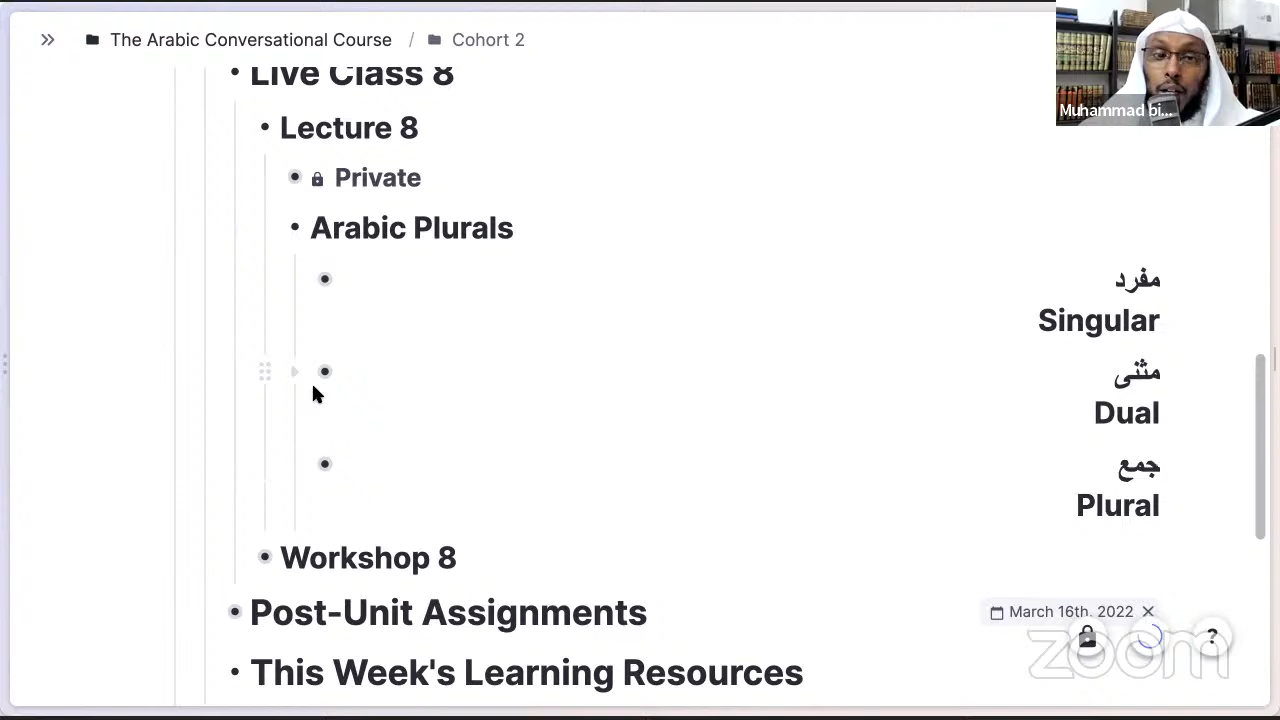 The Arabic Conversational Course / Cohort 2
Muhammad bi...
Live Class 8
Lecture 8
Private
Arabic Plurals
مفرد
Singular
مثنى
Dual
جمع
Plural
Workshop 8
Post-Unit Assignments
March 16th, 2022
zoom
?
This Week's Learning Resources